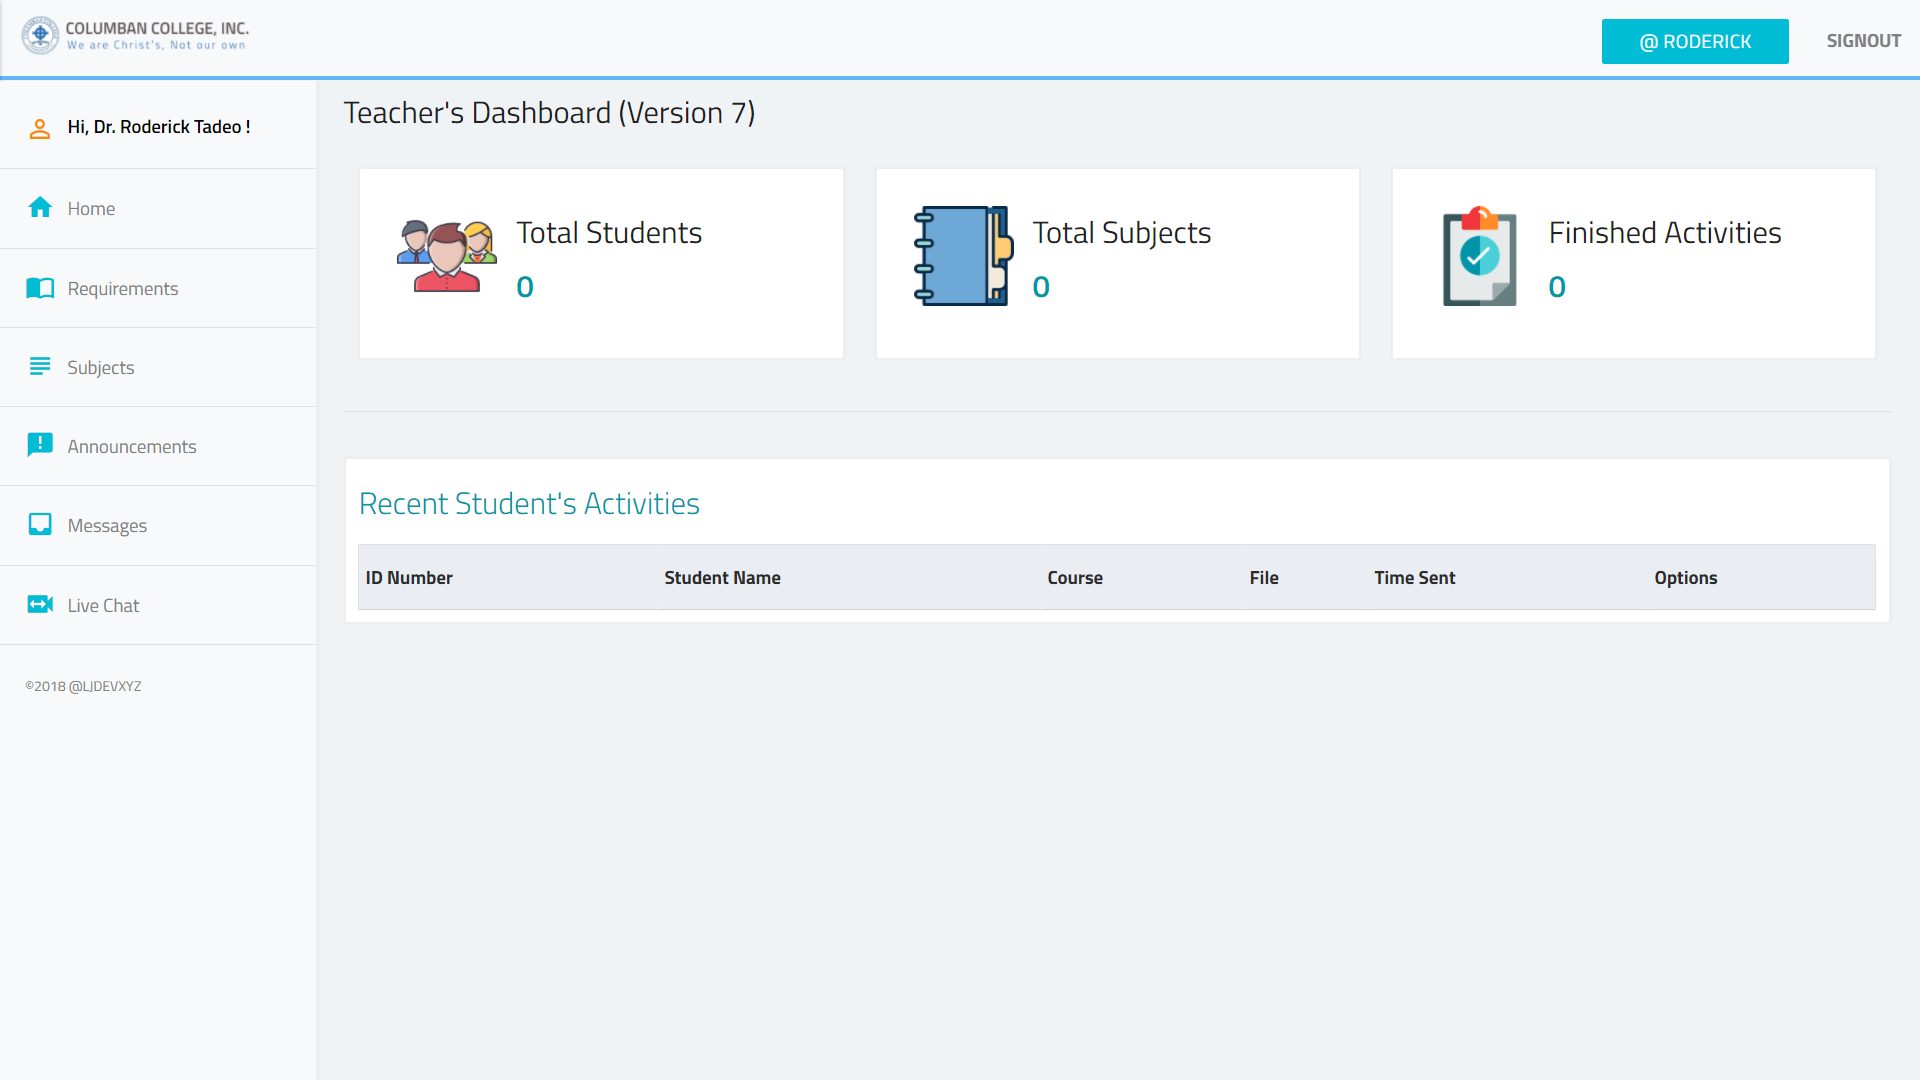 COLUMBAN COLLEGE, INC.
We are Christ's, Not our own
@ RODERICK
SIGNOUT
Hi, Dr. Roderick Tadeo !
Home
Requirements
Subjects
Announcements
Messages
Live Chat
©2018 @LJDEVXYZ
Teacher's Dashboard (Version 7)
Total Students
0
Total Subjects
0
Finished Activities
0
Recent Student's Activities
ID Number Student Name Course File Time Sent Options